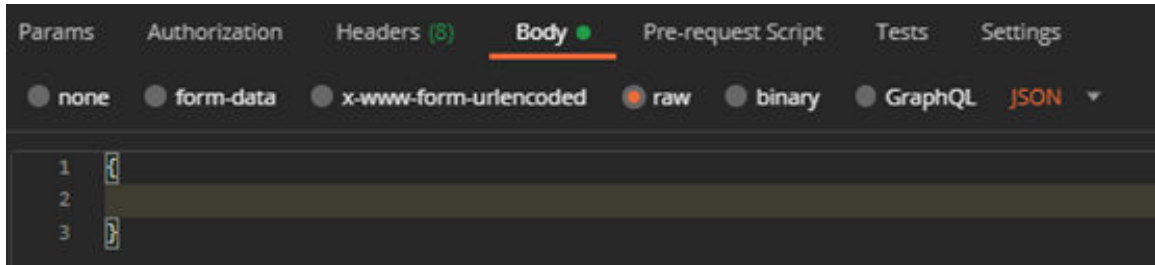 Params Authorization Headers (8) Body Pre-request Script Tests Settings
none form-data x-www-form-urlencoded raw binary GraphQL JSON
1 {
2
3 }